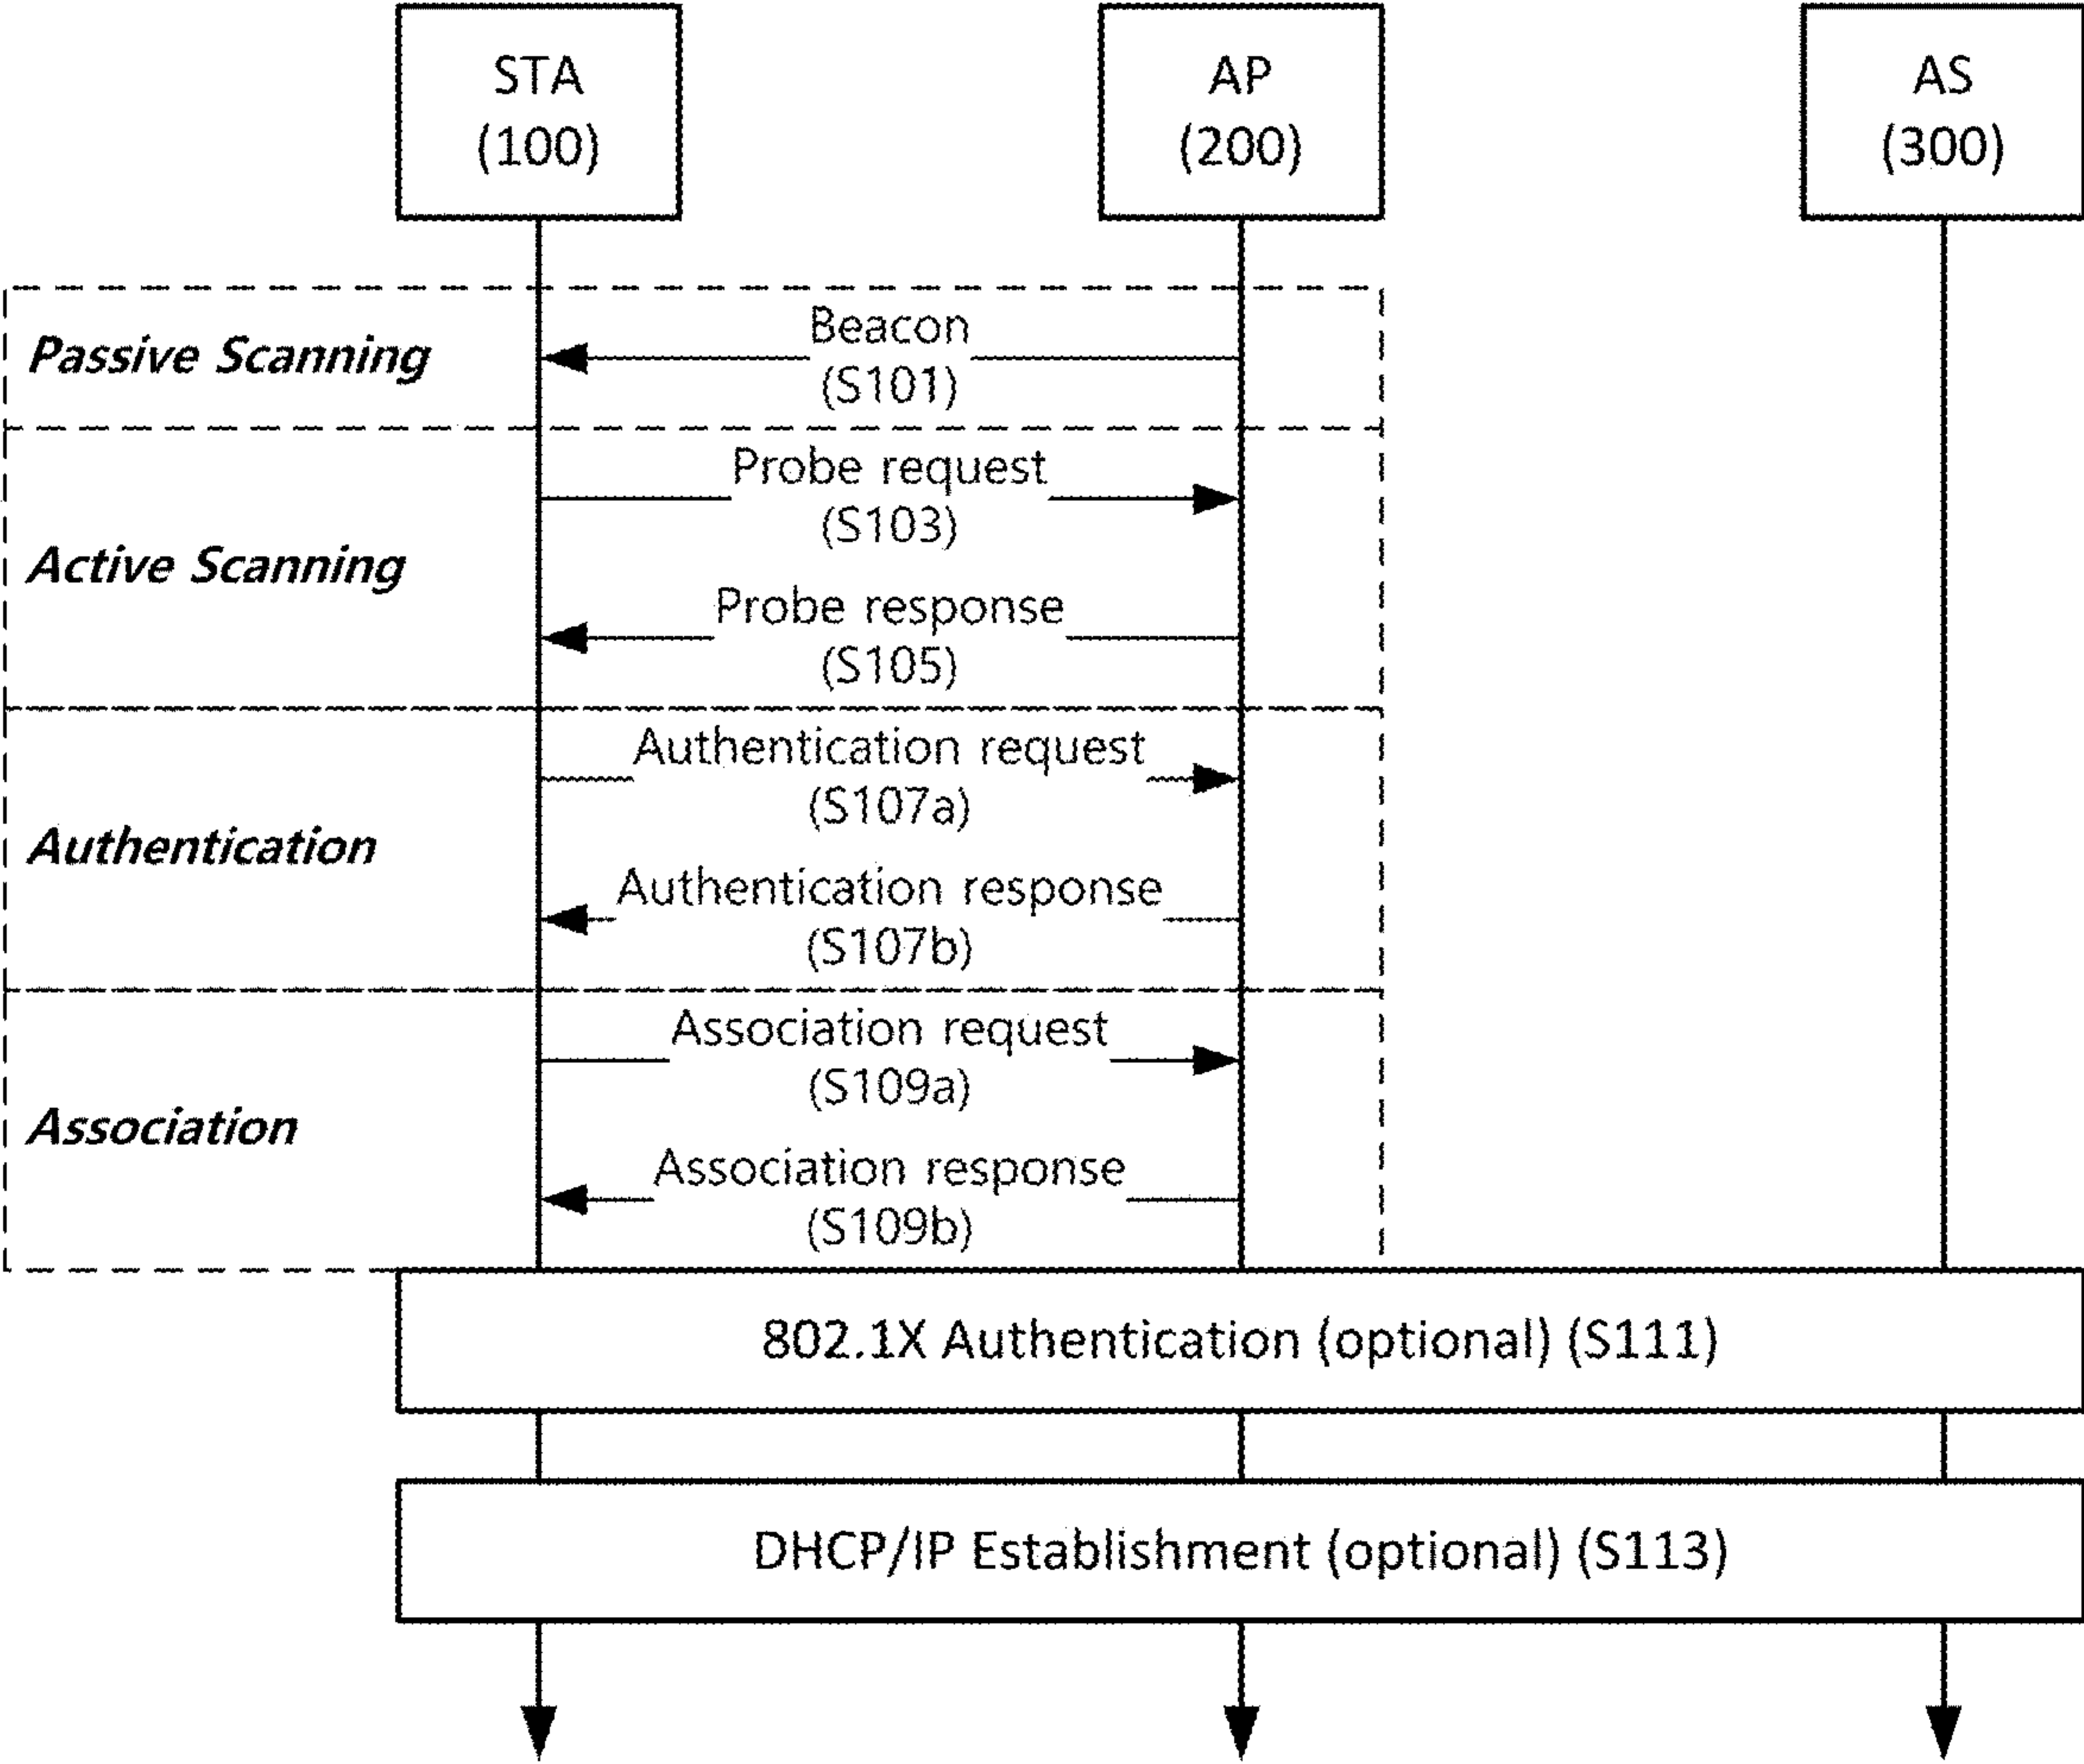 STA
(100)
AP
(200)
AS
(300)
Passive Scanning
Beacon
(S101)
Active Scanning
Probe request
(S103)
Probe response
(S105)
Authentication
Authentication request
(S107a)
Authentication response
(S107b)
Association
Association request
(S109a)
Association response
(S109b)
802.1X Authentication (optional) (S111)
DHCP/IP Establishment (optional) (S113)